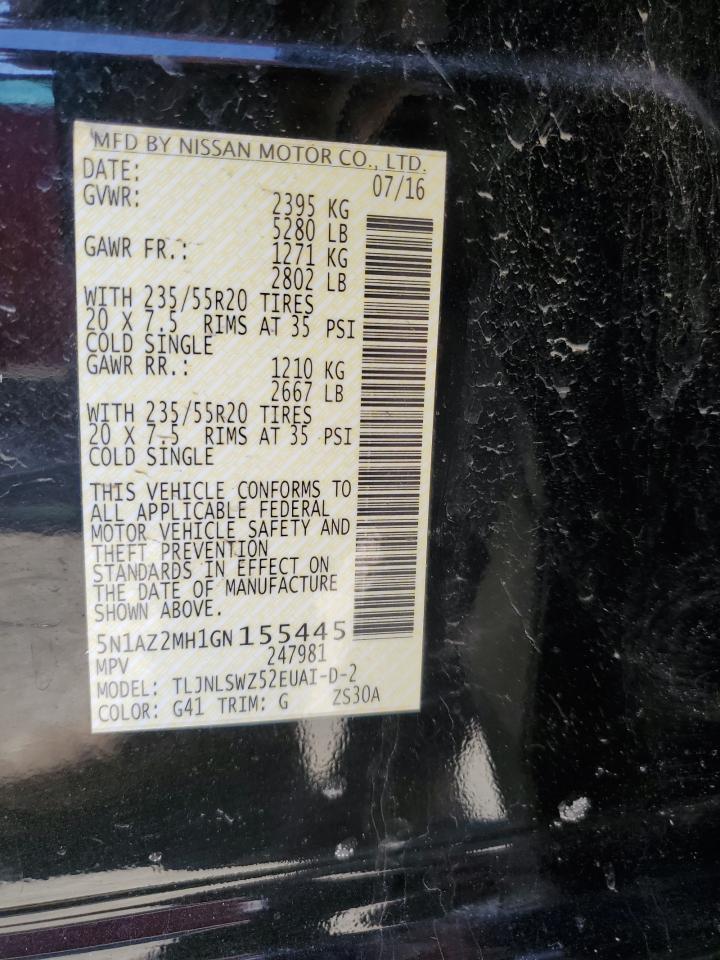 MFD BY NISSAN MOTOR CO., LTD.
DATE: 07/16
GVWR: 2395 KG
5280 LB
GAWR FR.: 1271 KG
2802 LB
WITH 235/55R20 TIRES
20 X 7.5 RIMS AT 35 PSI
COLD SINGLE
GAWR RR.: 1210 KG
2667 LB
WITH 235/55R20 TIRES
20 X 7.5 RIMS AT 35 PSI
COLD SINGLE
THIS VEHICLE CONFORMS TO
ALL APPLICABLE FEDERAL
MOTOR VEHICLE SAFETY AND
THEFT PREVENTION
STANDARDS IN EFFECT ON
THE DATE OF MANUFACTURE
SHOWN ABOVE.
5N1AZ2MH1GN155445
MPV 247981
MODEL: TLJNLSWZ52EUAI-D-2
COLOR: G41 TRIM: G ZS30A